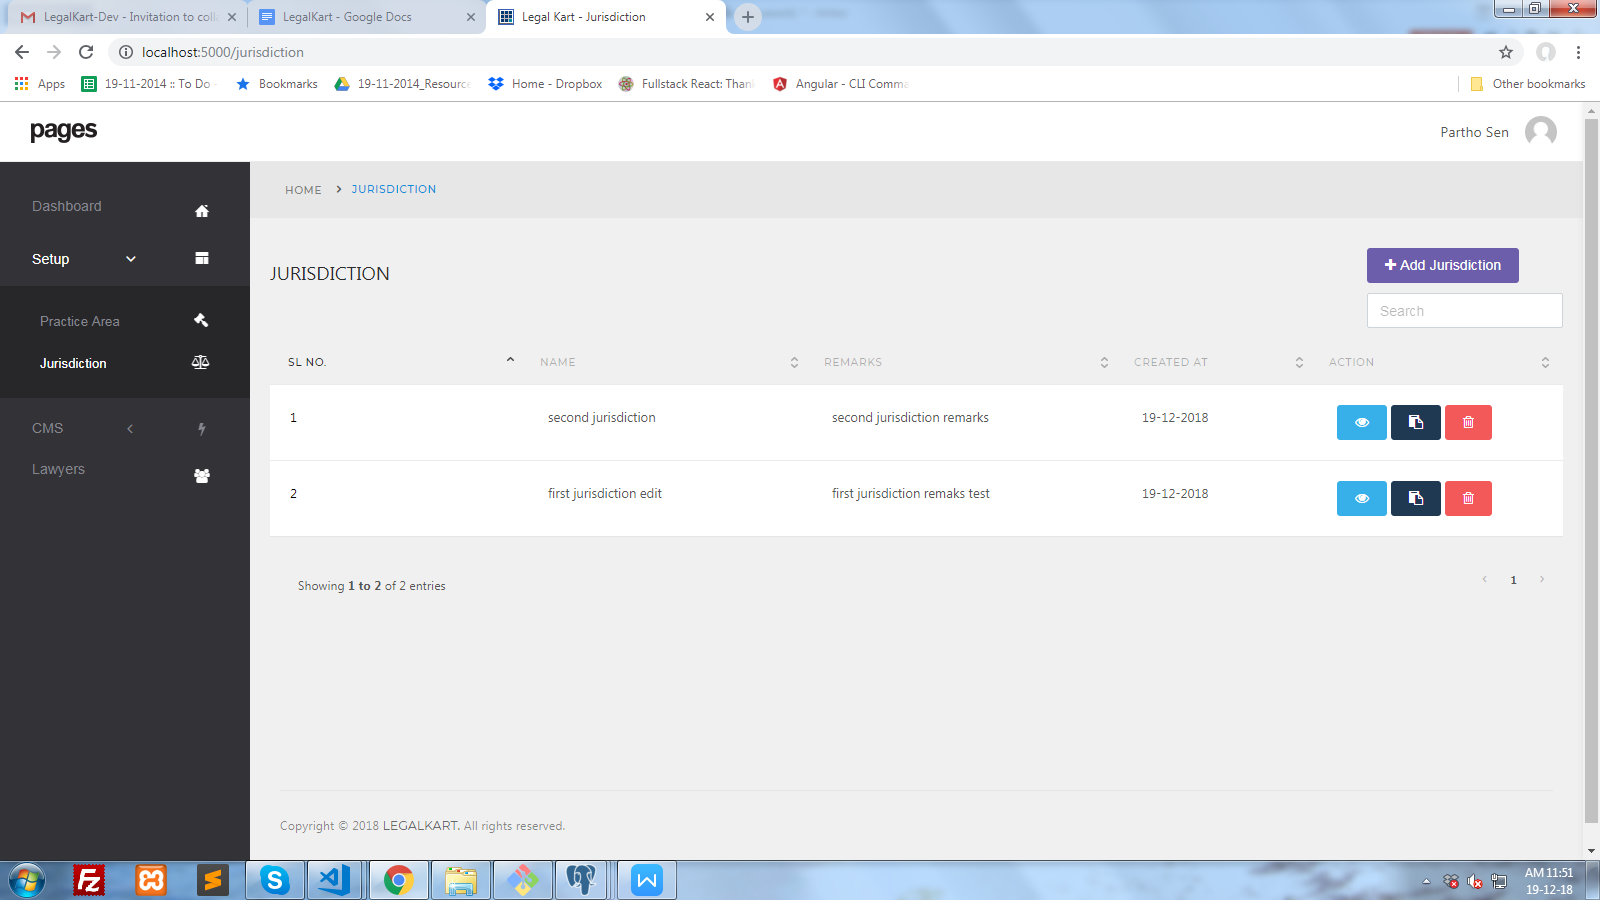 LegalKart-Dev - Invitation to colla
LegalKart - Google Docs
Legal Kart - Jurisdiction
localhost:5000/jurisdiction
Apps
19-11-2014 :: To Do -
Bookmarks
19-11-2014_Resource
Home - Dropbox
Fullstack React: Than
Angular - CLI Comma
Other bookmarks
pages
Partho Sen
Dashboard
Setup
Practice Area
Jurisdiction
CMS
Lawyers
HOME > JURISDICTION
JURISDICTION
+ Add Jurisdiction
Search
SL NO. NAME REMARKS CREATED AT ACTION
1 second jurisdiction second jurisdiction remarks 19-12-2018
2 first jurisdiction edit first jurisdiction remaks test 19-12-2018
Showing 1 to 2 of 2 entries
‹ 1 ›
Copyright © 2018 LEGALKART. All rights reserved.
AM 11:51
19-12-18